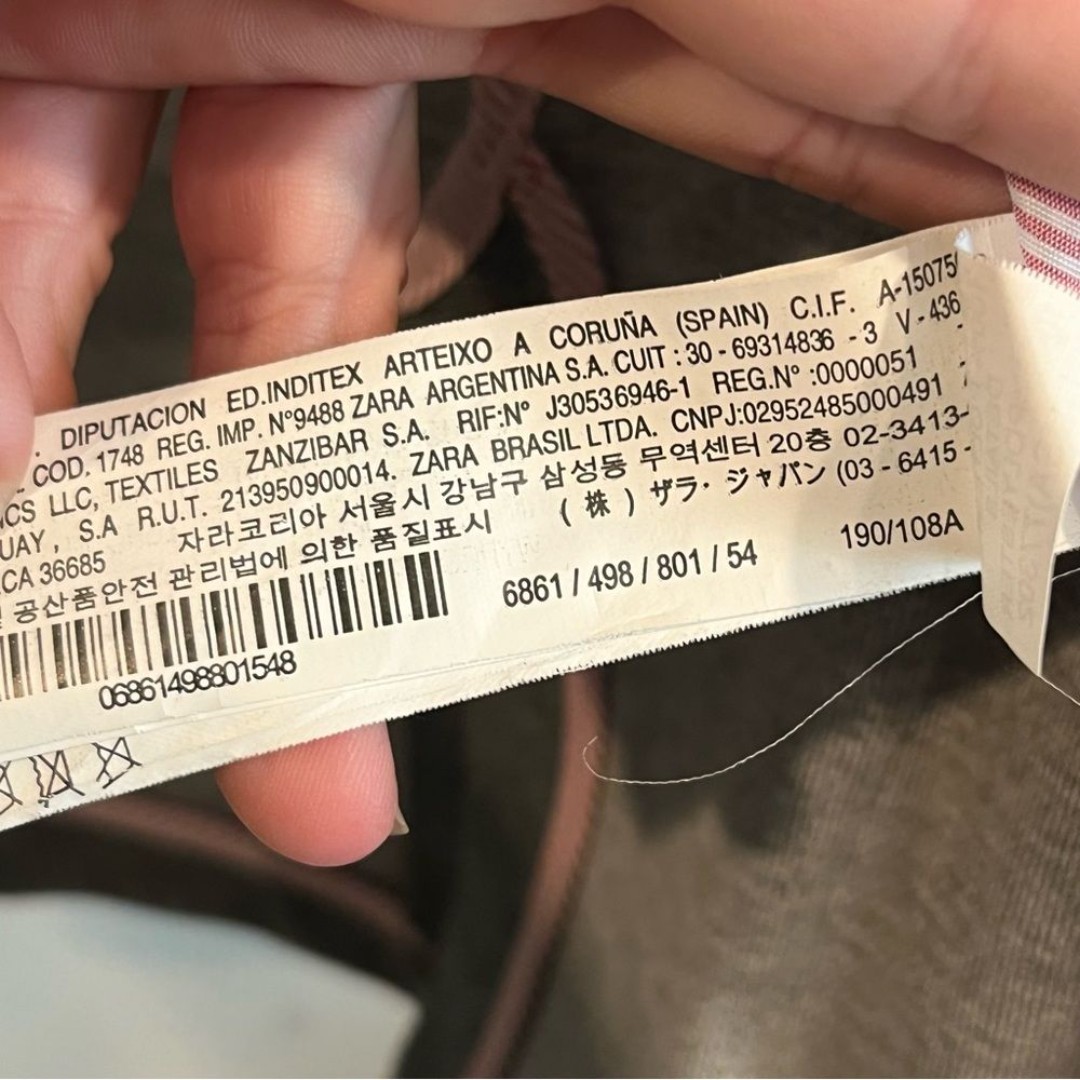 . DIPUTACION ED.INDITEX ARTEIXO A CORUÑA (SPAIN) C.I.F. A-15075
COD. 1748 REG. IMP. Nº9488 ZARA ARGENTINA S.A. CUIT : 30 - 69314836 - 3 V - 436
CS LLC, TEXTILES ZANZIBAR S.A. RIF:Nº J30536946-1 REG.Nº :0000051
UAY, S.A R.U.T. 213950900014. ZARA BRASIL LTDA. CNPJ:02952485000491
CA 36685 자라코리아 서울시 강남구 삼성동 무역센터 20층 02-3413-
공산품안전 관리법에 의한 품질표시 (株) ザラ・ジャパン (03 - 6415 -
6861 / 498 / 801 / 54 190/108A
06861498801548